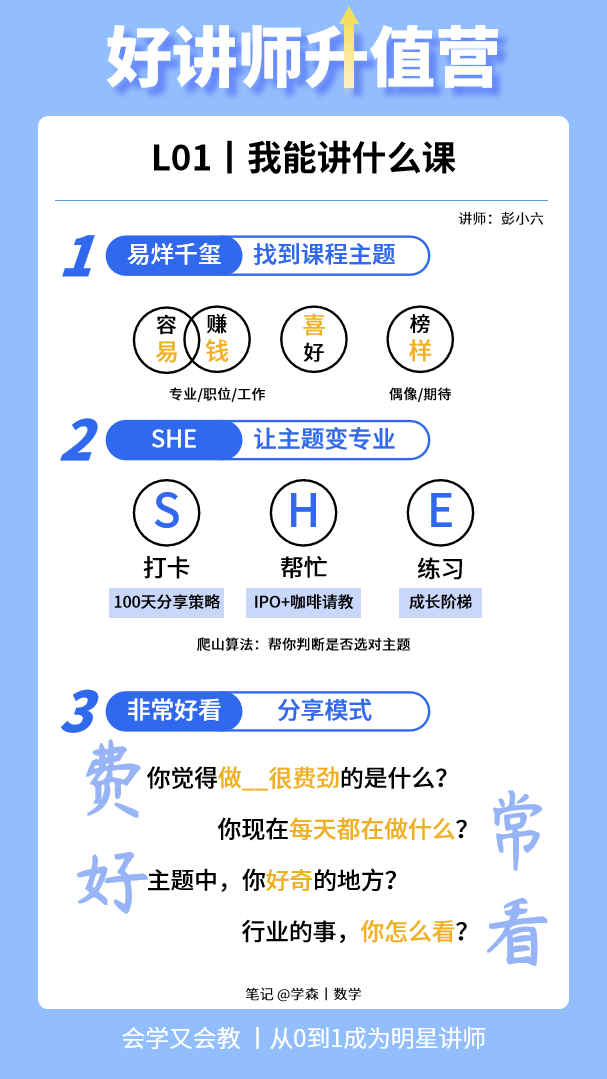 好讲师升值营
L01丨我能讲什么课
讲师：彭小六
1 易烊千玺 找到课程主题
容易 赚钱 喜好 榜样
专业/职位/工作 偶像/期待
2 SHE 让主题变专业
S H E
打卡 帮忙 练习
100天分享策略 IPO+咖啡请教 成长阶梯
爬山算法：帮你判断是否选对主题
3 非常好看 分享模式
费 你觉得做__很费劲的是什么？
常 你现在每天都在做什么？
好 主题中，你好奇的地方？
看 行业的事，你怎么看？
笔记 @学森丨数学
会学又会教 丨从0到1成为明星讲师